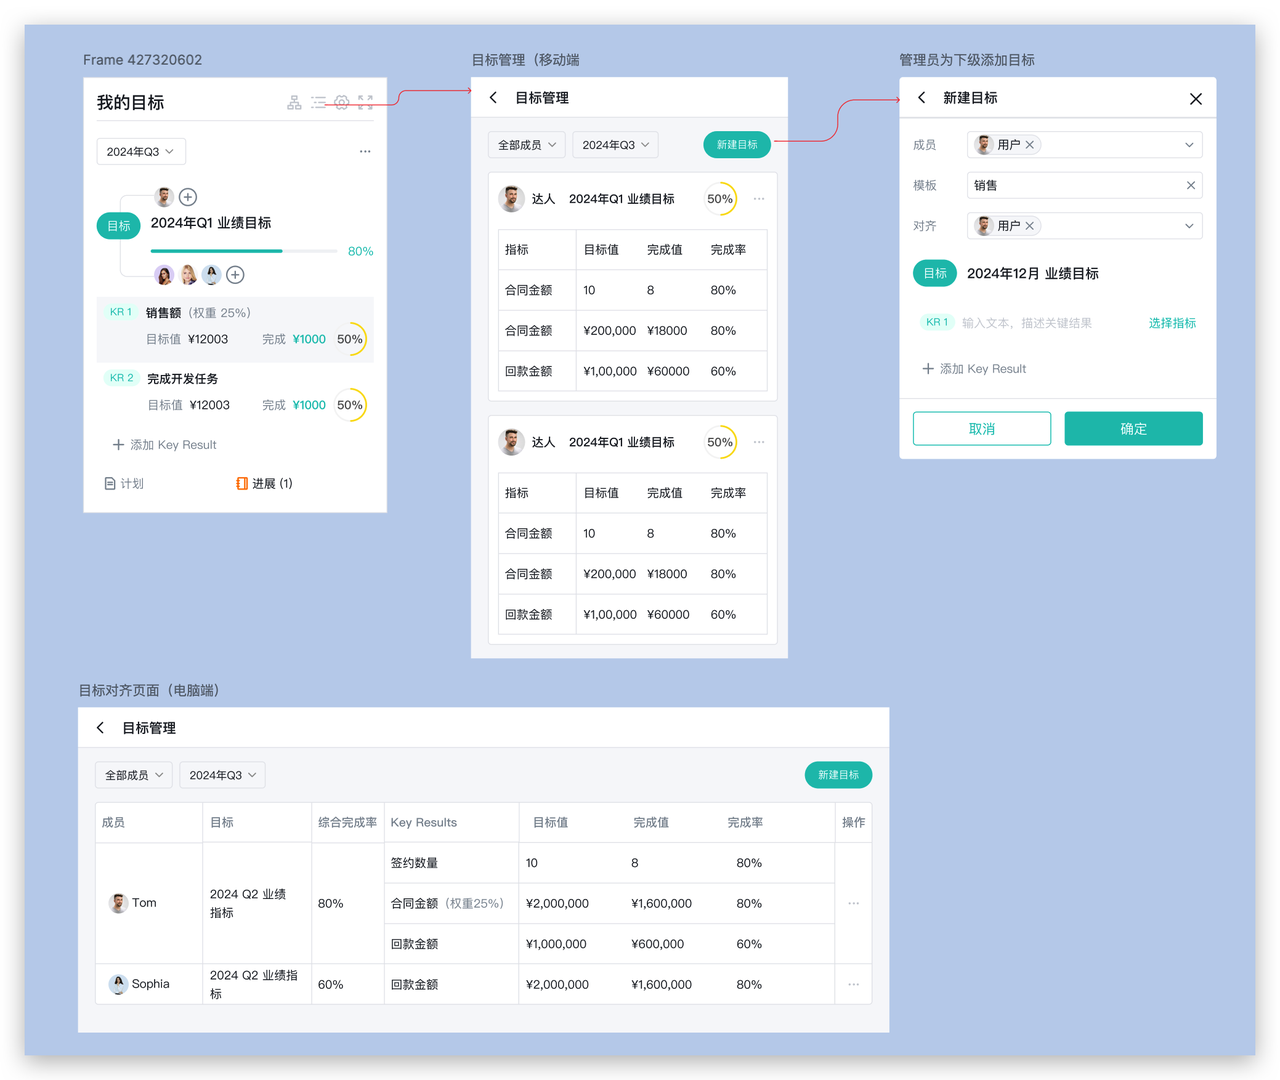 Frame 427320602
我的目标
2024年Q3
目标
2024年Q1 业绩目标
80%
KR 1 销售额（权重 25%）
目标值 ¥12003 完成 ¥1000 50%
KR 2 完成开发任务
目标值 ¥12003 完成 ¥1000 50%
添加 Key Result
计划 进展 (1)
目标管理（移动端
目标管理
全部成员 2024年Q3 新建目标
达人 2024年Q1 业绩目标 50%
指标 目标值 完成值 完成率
合同金额 10 8 80%
合同金额 ¥200,000 ¥18000 80%
回款金额 ¥1,00,000 ¥60000 60%
达人 2024年Q1 业绩目标 50%
指标 目标值 完成值 完成率
合同金额 10 8 80%
合同金额 ¥200,000 ¥18000 80%
回款金额 ¥1,00,000 ¥60000 60%
管理员为下级添加目标
新建目标
成员 用户
模板 销售
对齐 用户
目标 2024年12月 业绩目标
KR 1 输入文本，描述关键结果 选择指标
添加 Key Result
取消 确定
目标对齐页面（电脑端）
目标管理
全部成员 2024年Q3 新建目标
成员 目标 综合完成率 Key Results 目标值 完成值 完成率 操作
签约数量 10 8 80%
Tom 2024 Q2 业绩 80% 合同金额（权重25%） ¥2,000,000 ¥1,600,000 80%
指标
回款金额 ¥1,000,000 ¥600,000 60%
Sophia 2024 Q2 业绩指 60% 回款金额 ¥2,000,000 ¥1,600,000 80%
标